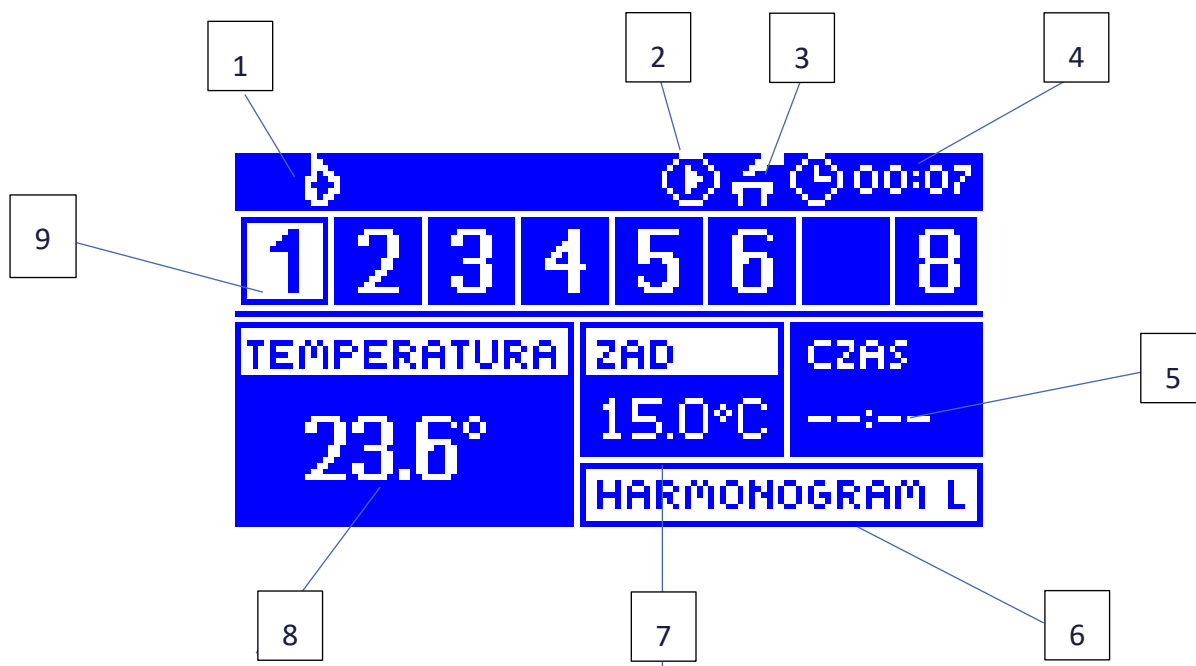 1
2
3
4
00:07
9
1 2 3 4 5 6 8
TEMPERATURA
ZAD
CZAS
5
23.6°
15.0°C
--:--
HARMONOGRAM L
8
7
6